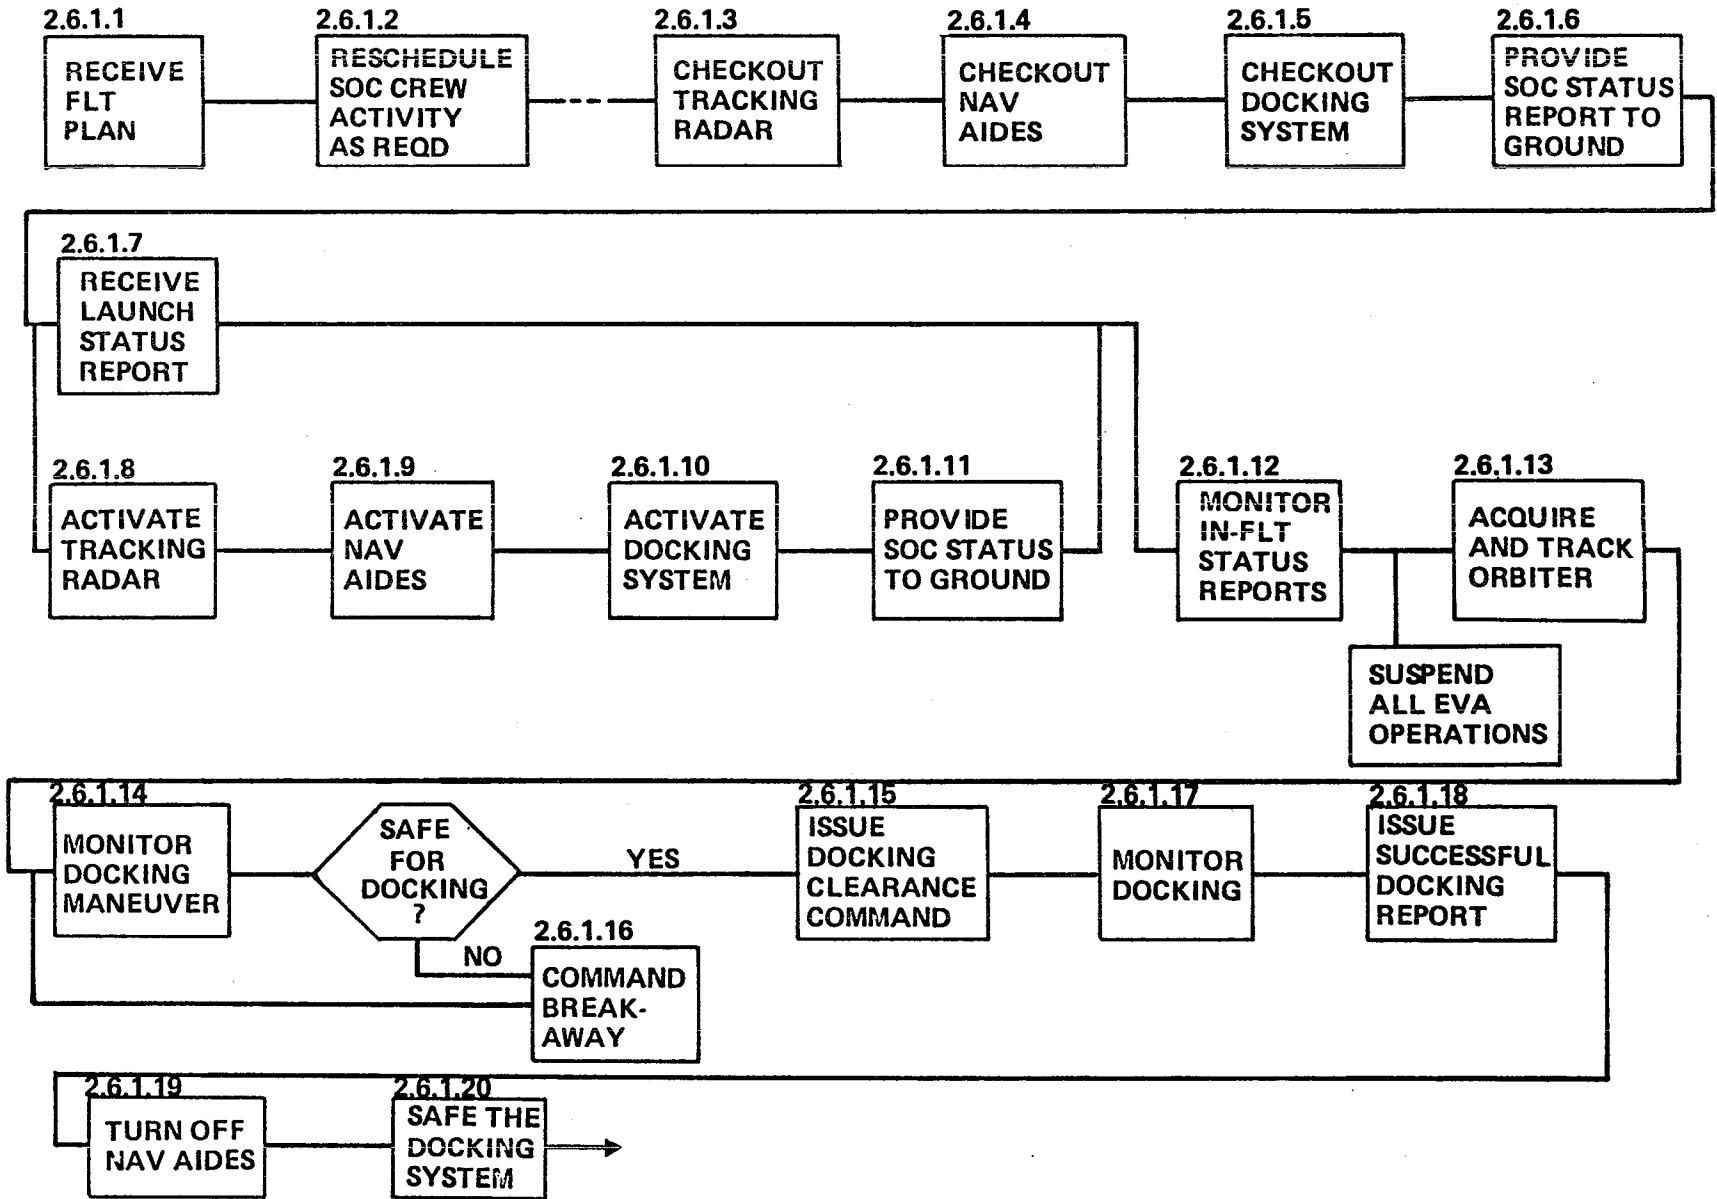 2.6.1.1
RECEIVE
FLT
PLAN
2.6.1.2
RESCHEDULE
SOC CREW
ACTIVITY
AS REQD
2.6.1.3
CHECKOUT
TRACKING
RADAR
2.6.1.4
CHECKOUT
NAV
AIDES
2.6.1.5
CHECKOUT
DOCKING
SYSTEM
2.6.1.6
PROVIDE
SOC STATUS
REPORT TO
GROUND
2.6.1.7
RECEIVE
LAUNCH
STATUS
REPORT
2.6.1.8
ACTIVATE
TRACKING
RADAR
2.6.1.9
ACTIVATE
NAV
AIDES
2.6.1.10
ACTIVATE
DOCKING
SYSTEM
2.6.1.11
PROVIDE
SOC STATUS
TO GROUND
2.6.1.12
MONITOR
IN-FLT
STATUS
REPORTS
2.6.1.13
ACQUIRE
AND TRACK
ORBITER
SUSPEND
ALL EVA
OPERATIONS
2.6.1.14
MONITOR
DOCKING
MANEUVER
SAFE
FOR
DOCKING
?
YES
NO
2.6.1.15
ISSUE
DOCKING
CLEARANCE
COMMAND
2.6.1.16
COMMAND
BREAK-
AWAY
2.6.1.17
MONITOR
DOCKING
2.6.1.18
ISSUE
SUCCESSFUL
DOCKING
REPORT
2.6.1.19
TURN OFF
NAV AIDES
2.6.1.20
SAFE THE
DOCKING
SYSTEM